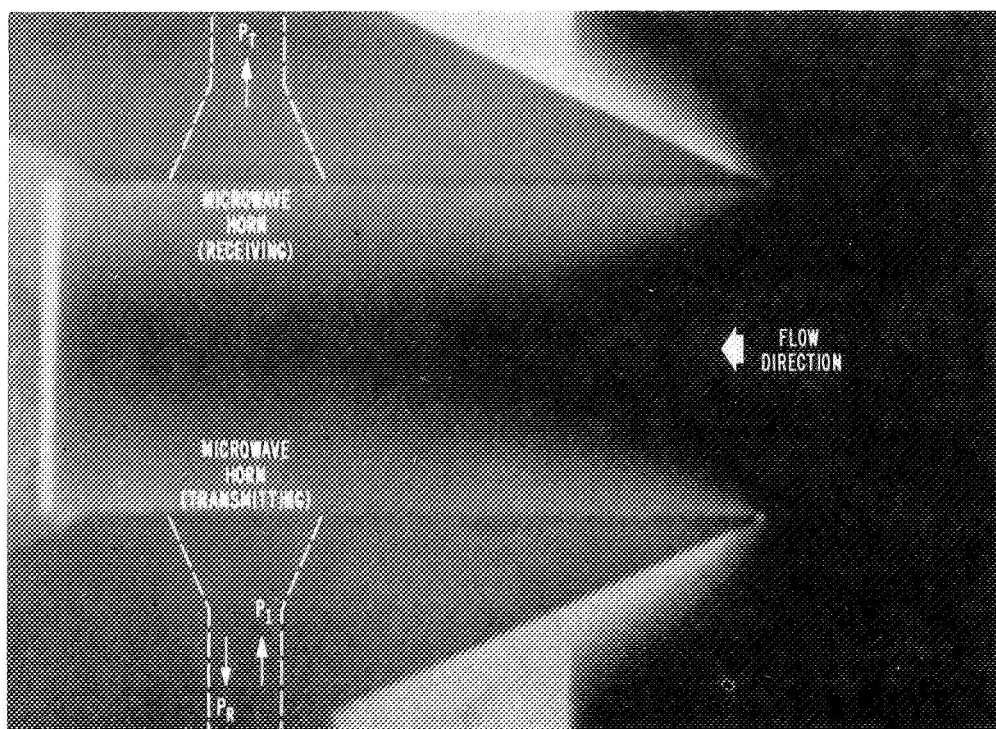 P_T
MICROWAVE
HORN
(RECEIVING)
FLOW
DIRECTION
MICROWAVE
HORN
(TRANSMITTING)
P_I
P_R